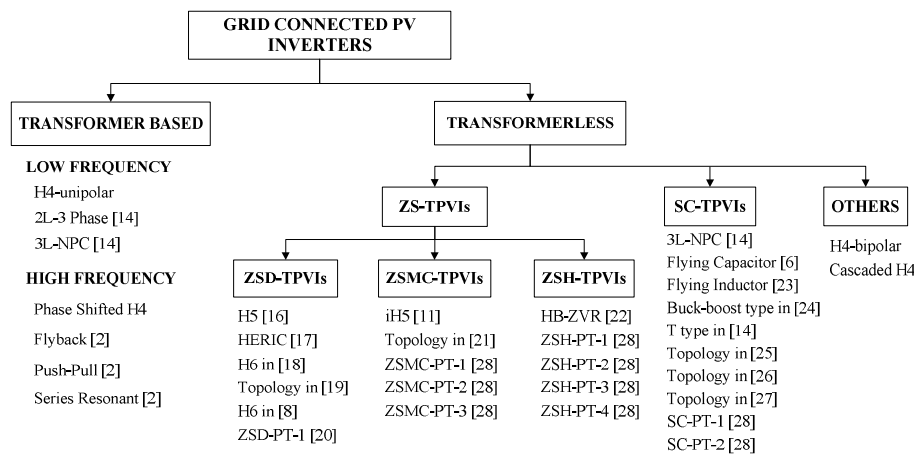 GRID CONNECTED PV
INVERTERS
TRANSFORMER BASED
TRANSFORMERLESS
LOW FREQUENCY
H4-unipolar
2L-3 Phase [14]
3L-NPC [14]
HIGH FREQUENCY
Phase Shifted H4
Flyback [2]
Push-Pull [2]
Series Resonant [2]
ZS-TPVIs
SC-TPVIs
OTHERS
ZSD-TPVIs
H5 [16]
HERIC [17]
H6 in [18]
Topology in [19]
H6 in [8]
ZSD-PT-1 [20]
ZSMC-TPVIs
iH5 [11]
Topology in [21]
ZSMC-PT-1 [28]
ZSMC-PT-2 [28]
ZSMC-PT-3 [28]
ZSH-TPVIs
HB-ZVR [22]
ZSH-PT-1 [28]
ZSH-PT-2 [28]
ZSH-PT-3 [28]
ZSH-PT-4 [28]
3L-NPC [14]
Flying Capacitor [6]
Flying Inductor [23]
Buck-boost type in [24]
T type in [14]
Topology in [25]
Topology in [26]
Topology in [27]
SC-PT-1 [28]
SC-PT-2 [28]
H4-bipolar
Cascaded H4